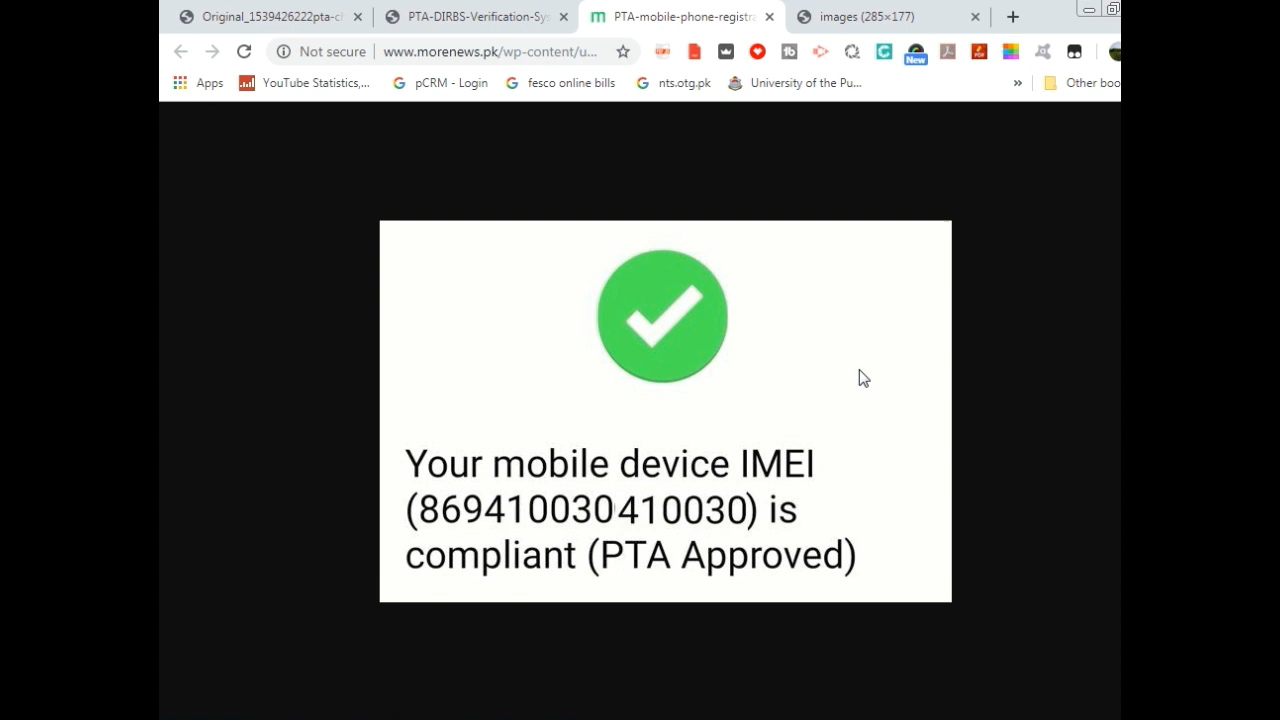 Original_1539426222pta-c
PTA-DIRBS-Verification-Sy
PTA-mobile-phone-registra
images (285×177)
Not secure
www.morenews.pk/wp-content/u...
New
Apps
YouTube Statistics,...
pCRM - Login
fesco online bills
nts.otg.pk
University of the Pu...
»
Other boo
Your mobile device IMEI
(869410030410030) is
compliant (PTA Approved)